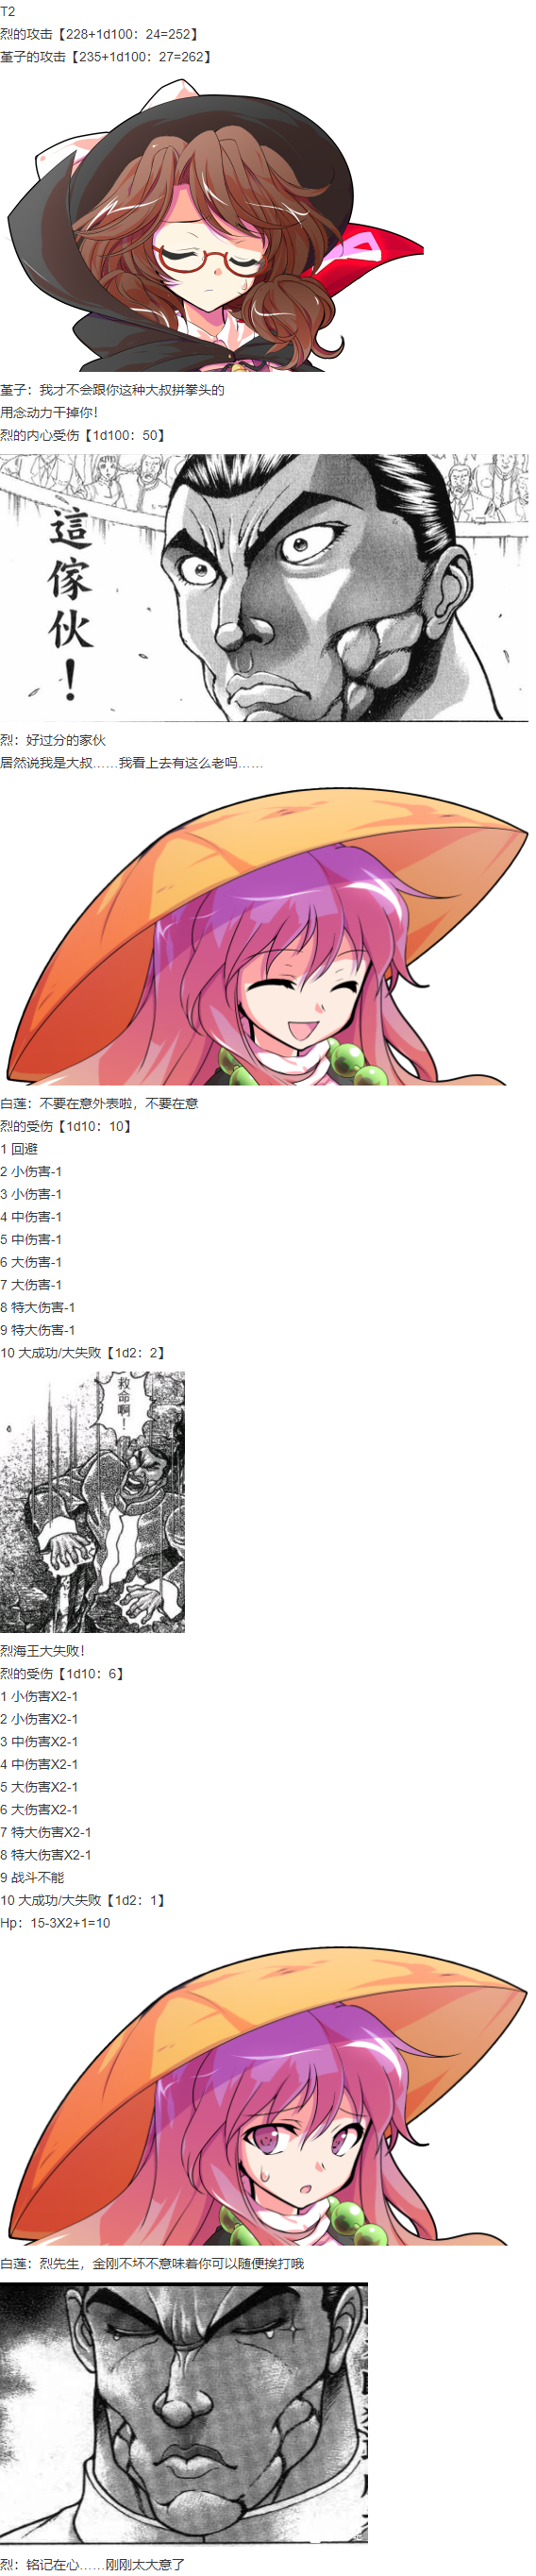 T2
烈的攻击【228+1d100：24=252】
堇子的攻击【235+1d100：27=262】
堇子：我才不会跟你这种大叔拼拳头的
用念动力干掉你！
烈的内心受伤【1d100：50】
這傢伙！
烈：好过分的家伙
居然说我是大叔……我看上去有这么老吗……
白莲：不要在意外表啦，不要在意
烈的受伤【1d10：10】
1 回避
2 小伤害-1
3 小伤害-1
4 中伤害-1
5 中伤害-1
6 大伤害-1
7 大伤害-1
8 特大伤害-1
9 特大伤害-1
10 大成功/大失败【1d2：2】
救命啊！
烈海王大失败！
烈的受伤【1d10：6】
1 小伤害X2-1
2 小伤害X2-1
3 中伤害X2-1
4 中伤害X2-1
5 大伤害X2-1
6 大伤害X2-1
7 特大伤害X2-1
8 特大伤害X2-1
9 战斗不能
10 大成功/大失败【1d2：1】
Hp：15-3X2+1=10
白莲：烈先生，金刚不坏不意味着你可以随便挨打哦
烈：铭记在心……刚刚太大意了